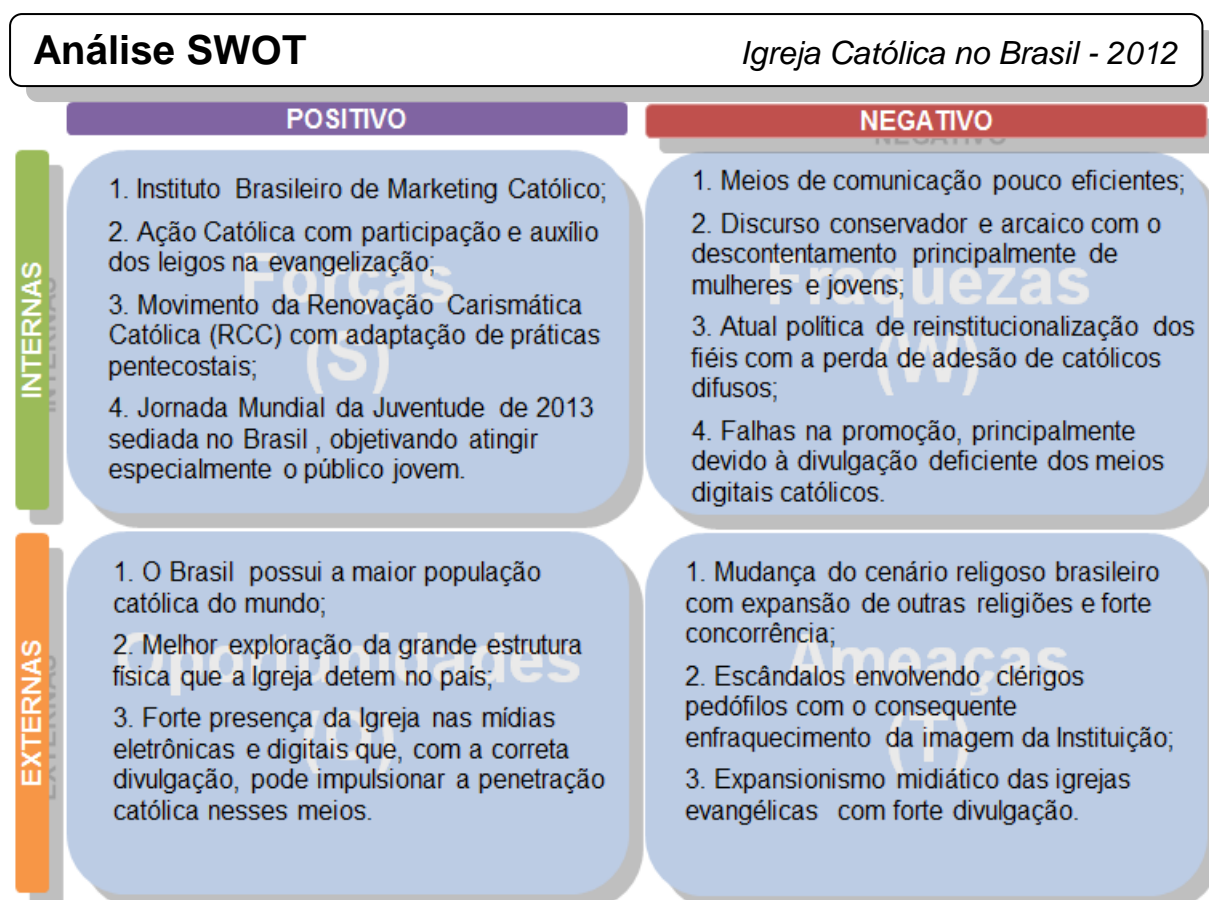 Análise SWOT
Igreja Católica no Brasil - 2012
POSITIVO
NEGATIVO
INTERNAS
Forças
(S)
1. Instituto Brasileiro de Marketing Católico;
2. Ação Católica com participação e auxílio
dos leigos na evangelização;
3. Movimento da Renovação Carismática
Católica (RCC) com adaptação de práticas
pentecostais;
4. Jornada Mundial da Juventude de 2013
sediada no Brasil , objetivando atingir
especialmente o público jovem.
Fraquezas
(W)
1. Meios de comunicação pouco eficientes;
2. Discurso conservador e arcaico com o
descontentamento principalmente de
mulheres e jovens;
3. Atual política de reinstitucionalização dos
fiéis com a perda de adesão de católicos
difusos;
4. Falhas na promoção, principalmente
devido à divulgação deficiente dos meios
digitais católicos.
EXTERNAS
Oportunidades
(O)
1. O Brasil possui a maior população
católica do mundo;
2. Melhor exploração da grande estrutura
física que a Igreja detem no país;
3. Forte presença da Igreja nas mídias
eletrônicas e digitais que, com a correta
divulgação, pode impulsionar a penetração
católica nesses meios.
Ameaças
(T)
1. Mudança do cenário religoso brasileiro
com expansão de outras religiões e forte
concorrência;
2. Escândalos envolvendo clérigos
pedófilos com o consequente
enfraquecimento da imagem da Instituição;
3. Expansionismo midiático das igrejas
evangélicas com forte divulgação.